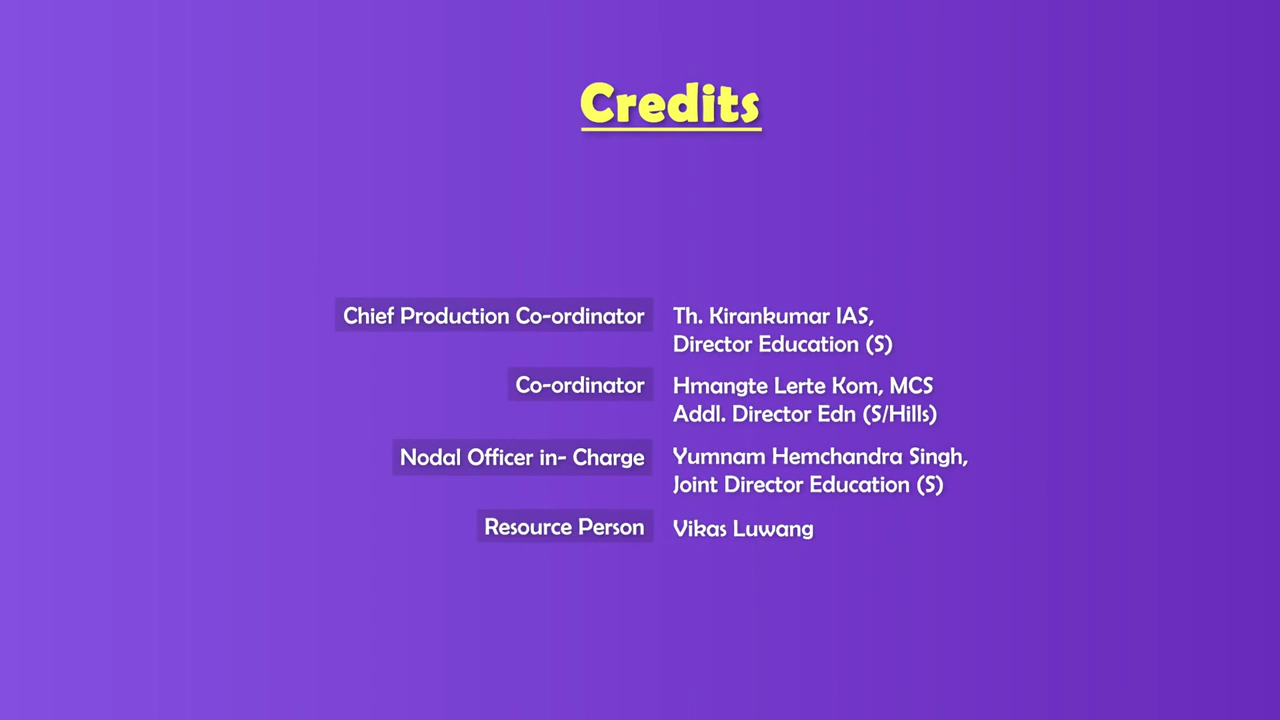 Credits
Chief Production Co-ordinator Th. Kirankumar IAS,
Director Education (S)
Co-ordinator Hmangte Lerte Kom, MCS
Addl. Director Edn (S/Hills)
Nodal Officer in- Charge Yumnam Hemchandra Singh,
Joint Director Education (S)
Resource Person Vikas Luwang